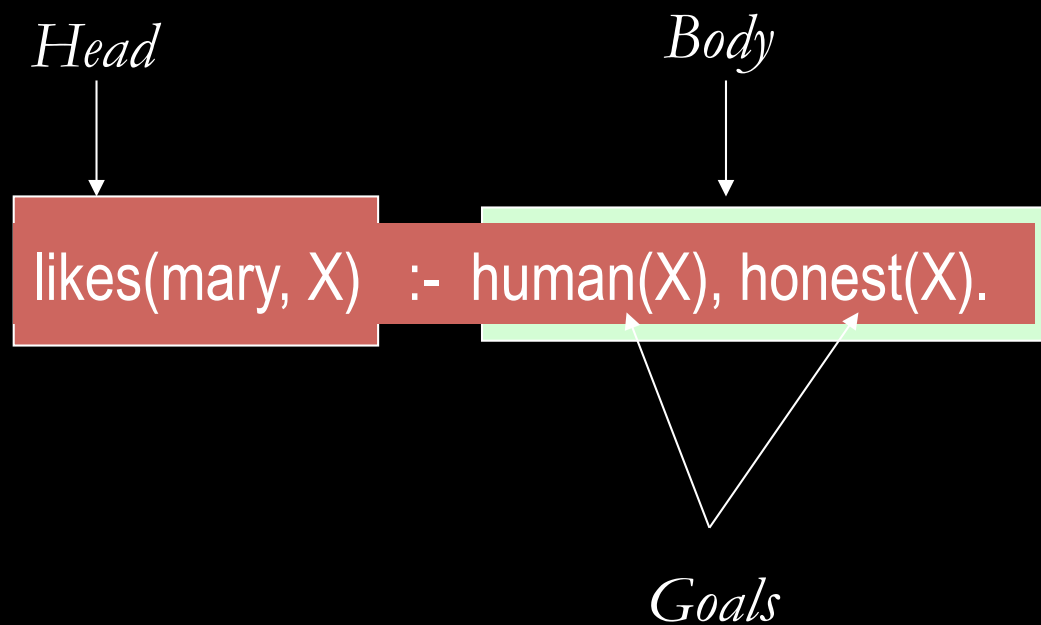 Head
Body
likes(mary, X) :- human(X), honest(X).
Goals